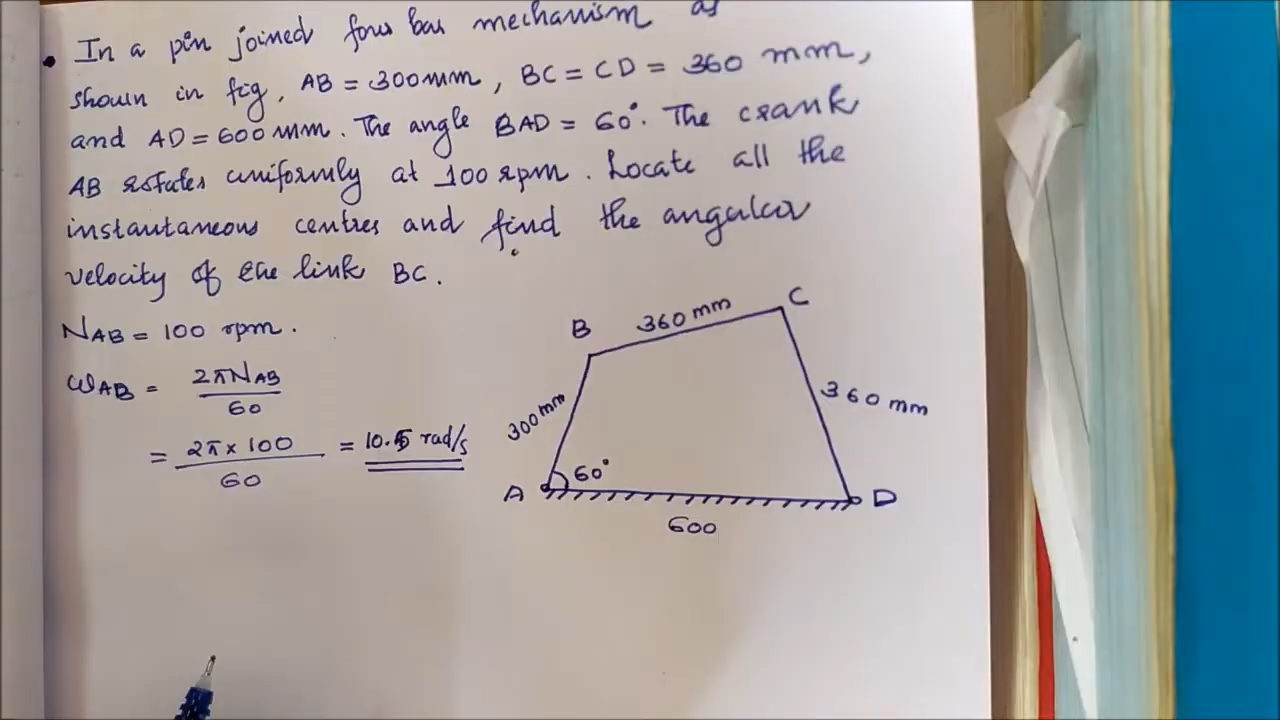 • In a pin joined four bar mechanism as
shown in fig, AB = 300mm, BC = CD = 360 mm,
and AD = 600 mm. The angle BAD = 60°. The crank
AB rotates uniformly at 100 rpm. Locate all the
instantaneous centres and find the angular
velocity of the link BC.
N_AB = 100 rpm.
ω_AB = 2πN_AB / 60
= 2π × 100 / 60 = 10.5 rad/s
B
360 mm
C
300 mm
360 mm
60°
A
D
600